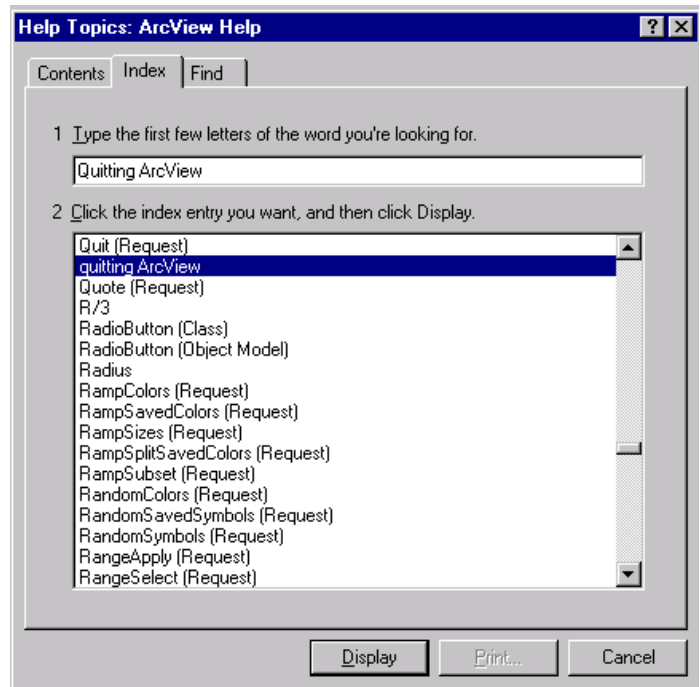 Help Topics: ArcView Help
Contents Index Find
1 Type the first few letters of the word you're looking for.
Quitting ArcView
2 Click the index entry you want, and then click Display.
Quit (Request)
quitting ArcView
Quote (Request)
R/3
RadioButton (Class)
RadioButton (Object Model)
Radius
RampColors (Request)
RampSavedColors (Request)
RampSizes (Request)
RampSplitSavedColors (Request)
RampSubset (Request)
RandomColors (Request)
RandomSavedSymbols (Request)
RandomSymbols (Request)
RangeApply (Request)
RangeSelect (Request)
Display Print... Cancel